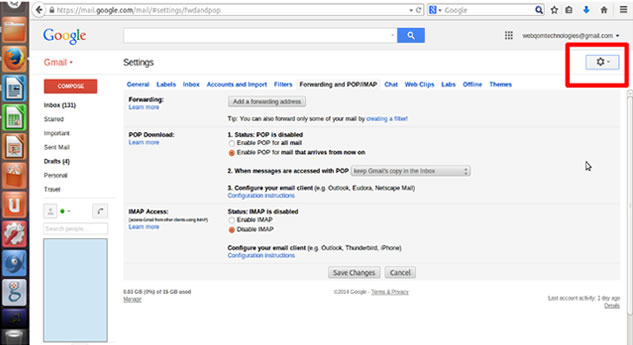 https://mail.google.com/mail/#settings/fwdandpop
Google
Google
webqomtechnologies@gmail.com
Gmail
Settings
COMPOSE
General Labels Inbox Accounts and Import Filters Forwarding and POP/IMAP Chat Web Clips Labs Offline Themes
Inbox (131)
Starred
Important
Sent Mail
Drafts (4)
Personal
Travel
Search people...
Forwarding:
Learn more
Add a forwarding address
Tip: You can also forward only some of your mail by creating a filter!
POP Download:
Learn more
1. Status: POP is disabled
Enable POP for all mail
Enable POP for mail that arrives from now on
2. When messages are accessed with POP keep Gmail's copy in the Inbox
3. Configure your email client (e.g. Outlook, Eudora, Netscape Mail)
Configuration instructions
IMAP Access:
(access Gmail from other clients using IMAP)
Learn more
Status: IMAP is disabled
Enable IMAP
Disable IMAP
Configure your email client (e.g. Outlook, Thunderbird, iPhone)
Configuration instructions
Save Changes Cancel
(0%) of 15 GB used
Manage
©2014 Google - Terms & Privacy
Last account activity: 1 day ago
Details